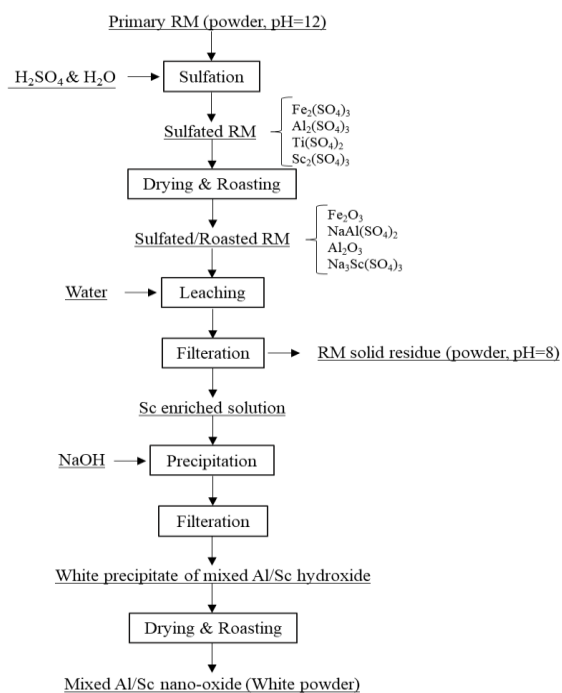 Primary RM (powder, pH=12)
H₂SO₄ & H₂O
Sulfation
Sulfated RM
Fe₂(SO₄)₃
Al₂(SO₄)₃
Ti(SO₄)₂
Sc₂(SO₄)₃
Drying & Roasting
Sulfated/Roasted RM
Fe₂O₃
NaAl(SO₄)₂
Al₂O₃
Na₃Sc(SO₄)₃
Water
Leaching
Filteration
RM solid residue (powder, pH=8)
Sc enriched solution
NaOH
Precipitation
Filteration
White precipitate of mixed Al/Sc hydroxide
Drying & Roasting
Mixed Al/Sc nano-oxide (White powder)